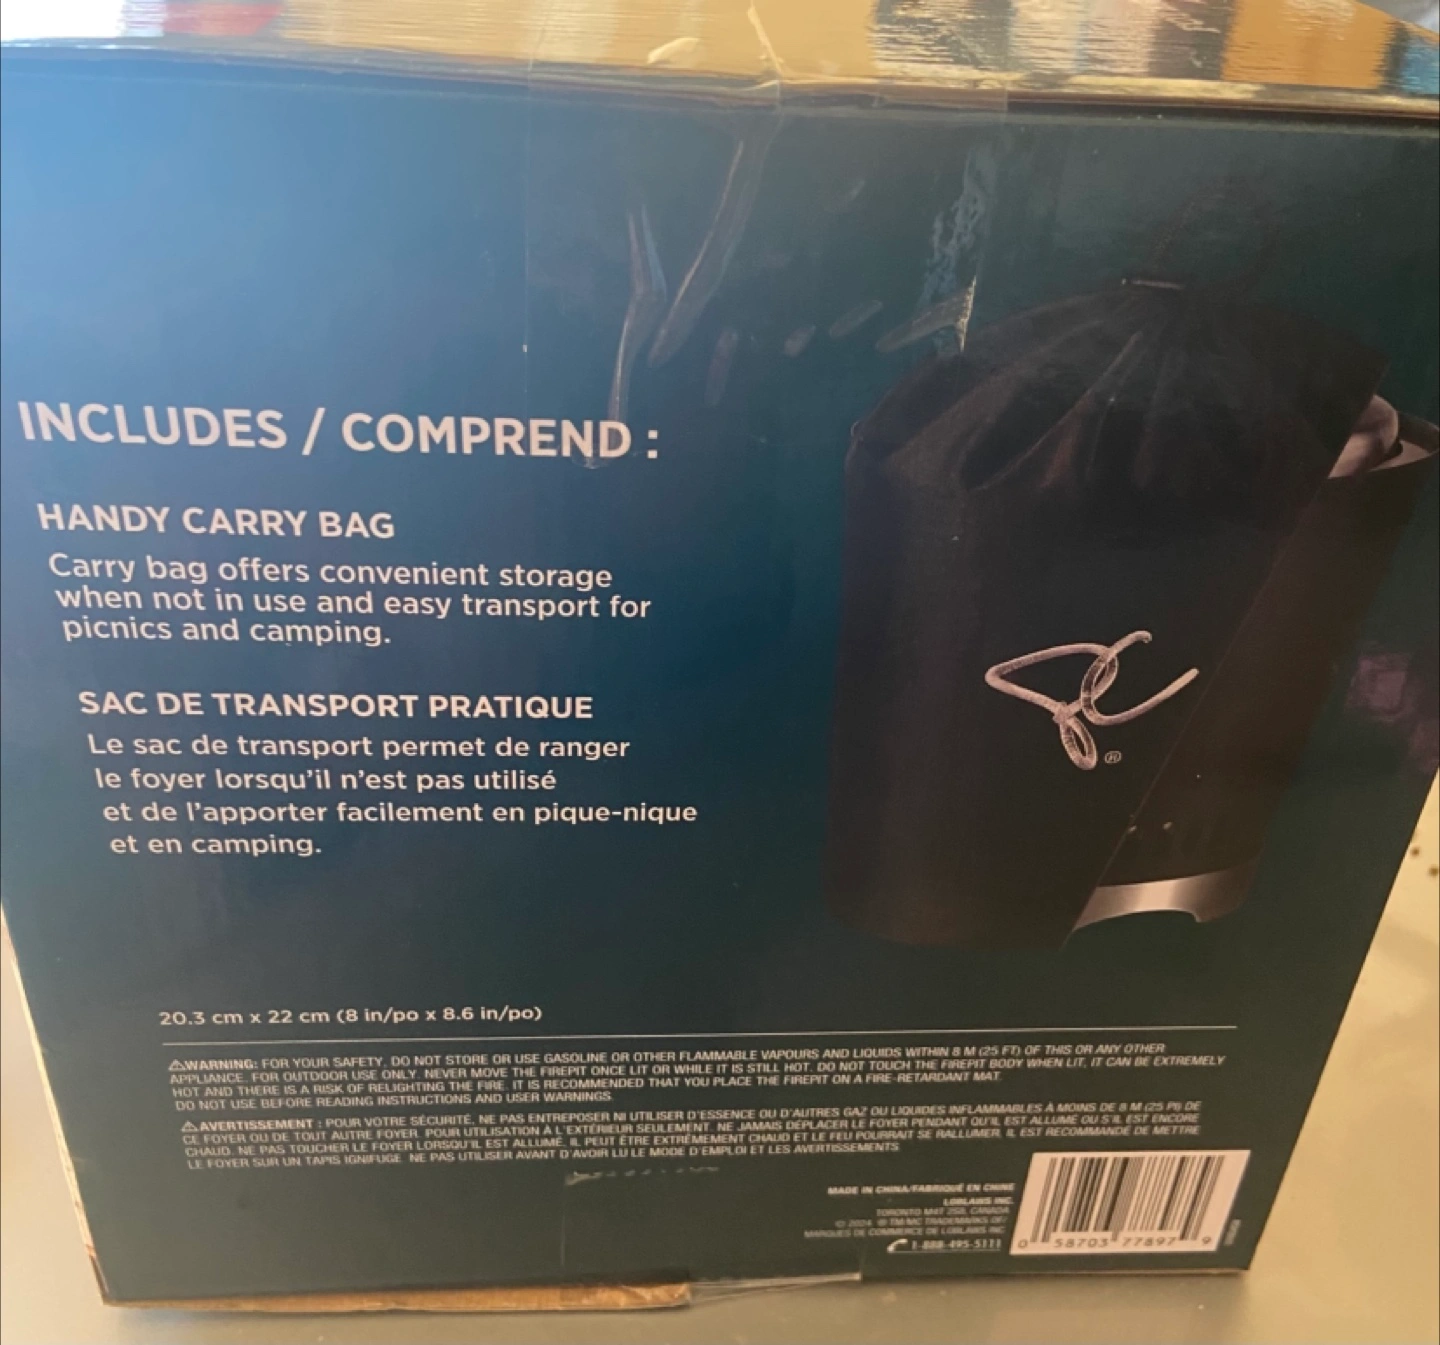 INCLUDES / COMPREND :
HANDY CARRY BAG
Carry bag offers convenient storage
when not in use and easy transport for
picnics and camping.
SAC DE TRANSPORT PRATIQUE
Le sac de transport permet de ranger
le foyer lorsqu'il n'est pas utilisé
et de l'apporter facilement en pique-nique
et en camping.
PC
®
20.3 cm x 22 cm (8 in/po x 8.6 in/po)
⚠WARNING: FOR YOUR SAFETY, DO NOT STORE OR USE GASOLINE OR OTHER FLAMMABLE VAPOURS AND LIQUIDS WITHIN 8 M (25 FT) OF THIS OR ANY OTHER
APPLIANCE. FOR OUTDOOR USE ONLY. NEVER MOVE THE FIREPIT ONCE LIT OR WHILE IT IS STILL HOT. DO NOT TOUCH THE FIREPIT BODY WHEN LIT, IT CAN BE EXTREMELY
HOT AND THERE IS A RISK OF RELIGHTING THE FIRE. IT IS RECOMMENDED THAT YOU PLACE THE FIREPIT ON A FIRE-RETARDANT MAT.
DO NOT USE BEFORE READING INSTRUCTIONS AND USER WARNINGS.
⚠AVERTISSEMENT : POUR VOTRE SÉCURITÉ, NE PAS ENTREPOSER NI UTILISER D'ESSENCE OU D'AUTRES GAZ OU LIQUIDES INFLAMMABLES À MOINS DE 8 M (25 PI) DE
CE FOYER OU DE TOUT AUTRE FOYER. POUR UTILISATION À L'EXTÉRIEUR SEULEMENT. NE JAMAIS DÉPLACER LE FOYER PENDANT QU'IL EST ALLUMÉ OU S'IL EST ENCORE
CHAUD. NE PAS TOUCHER LE FOYER LORSQU'IL EST ALLUMÉ, IL PEUT ÊTRE EXTRÊMEMENT CHAUD ET LE FEU POURRAIT SE RALLUMER. IL EST RECOMMANDÉ DE METTRE
LE FOYER SUR UN TAPIS IGNIFUGE. NE PAS UTILISER AVANT D'AVOIR LU LE MODE D'EMPLOI ET LES AVERTISSEMENTS.
MADE IN CHINA/FABRIQUÉ EN CHINE
LOBLAWS INC.
TORONTO M4T 2S8, CANADA
© 2024 ® TM/MC TRADEMARKS OF/
MARQUES DE COMMERCE DE LOBLAWS INC.
1-888-495-5111
0 58703 77897 9